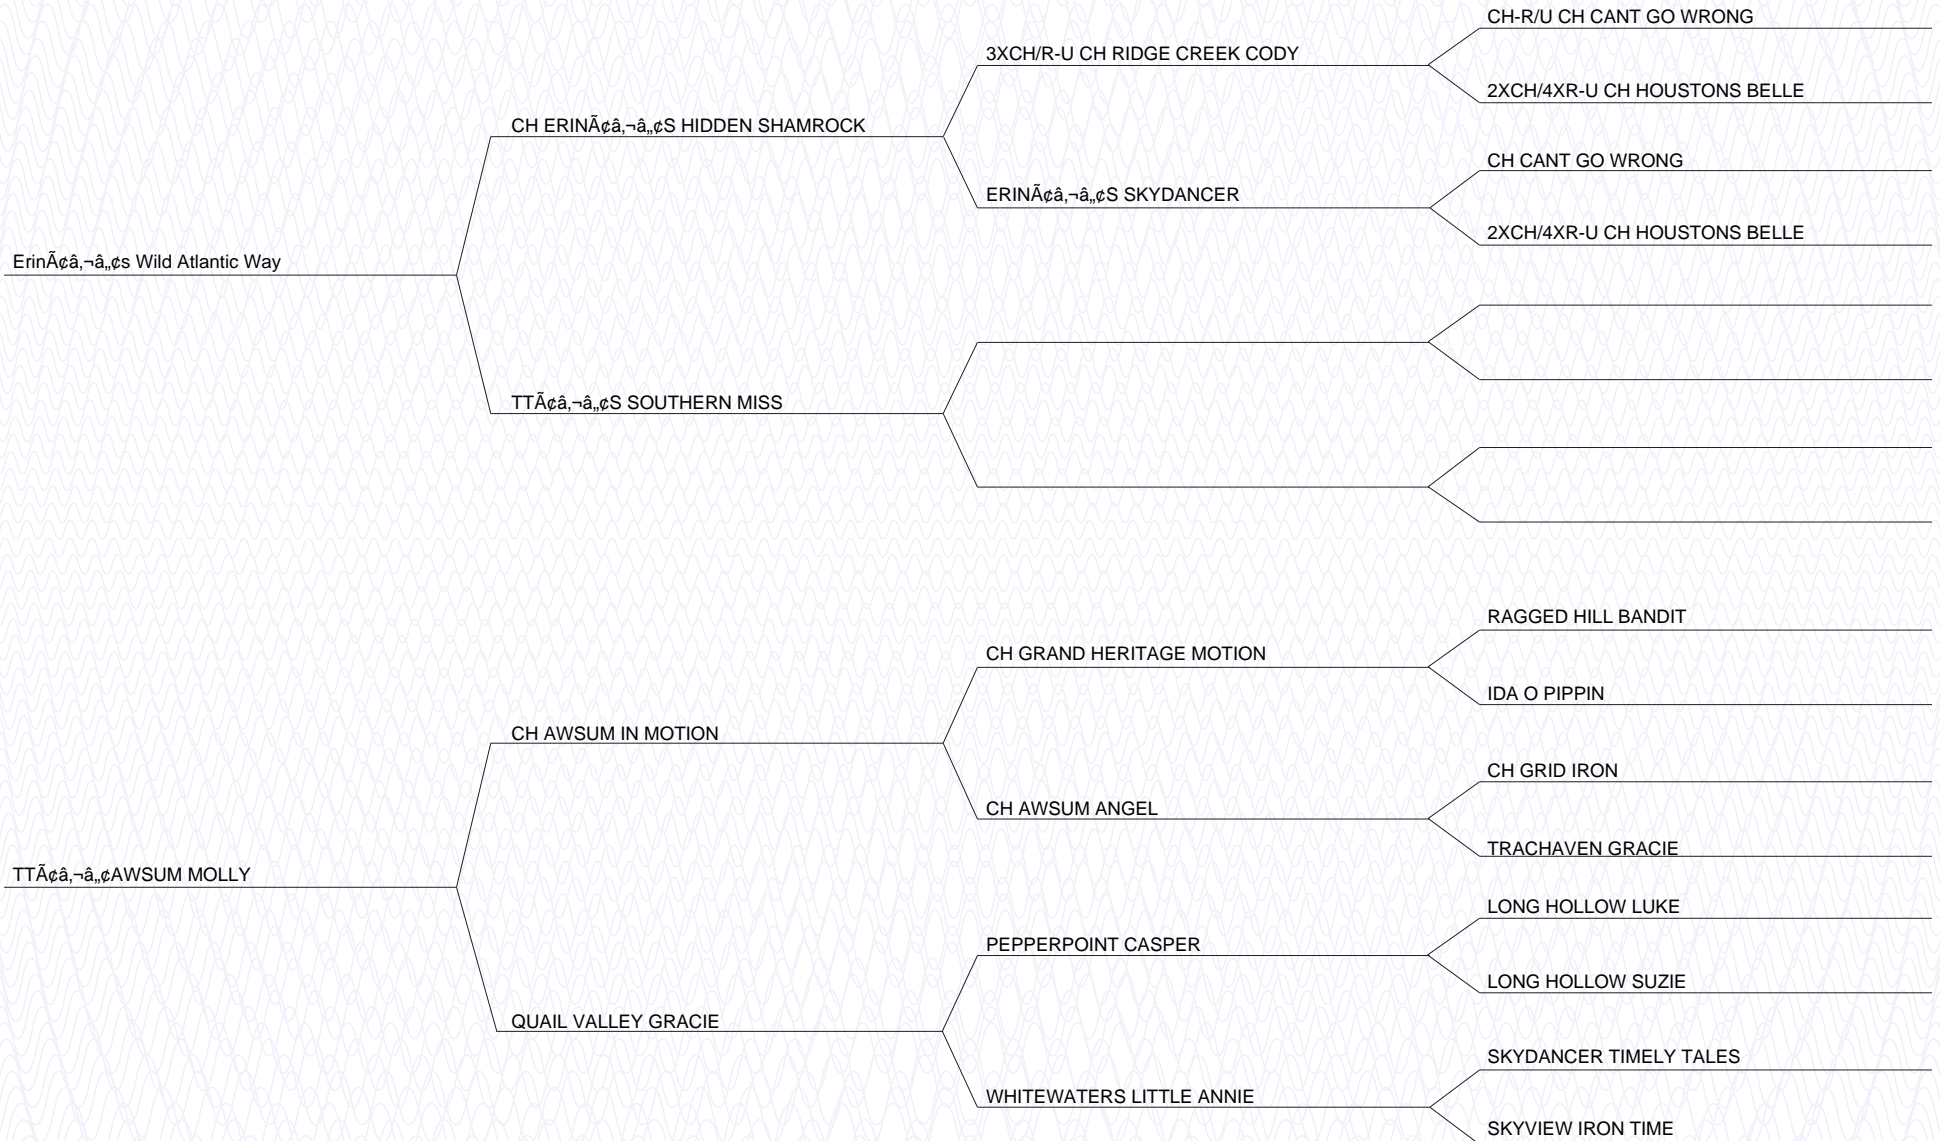 CH-R/U CH CANT GO WRONG
3XCH/R-U CH RIDGE CREEK CODY
2XCH/4XR-U CH HOUSTONS BELLE
CH ERINÃ¢â‚¬â„¢S HIDDEN SHAMROCK
CH CANT GO WRONG
ERINÃ¢â‚¬â„¢S SKYDANCER
2XCH/4XR-U CH HOUSTONS BELLE
ErinÃ¢â‚¬â„¢s Wild Atlantic Way
TTÃ¢â‚¬â„¢S SOUTHERN MISS
RAGGED HILL BANDIT
CH GRAND HERITAGE MOTION
IDA O PIPPIN
CH AWSUM IN MOTION
CH GRID IRON
CH AWSUM ANGEL
TRACHAVEN GRACIE
TTÃ¢â‚¬â„¢AWSUM MOLLY
LONG HOLLOW LUKE
PEPPERPOINT CASPER
LONG HOLLOW SUZIE
QUAIL VALLEY GRACIE
SKYDANCER TIMELY TALES
WHITEWATERS LITTLE ANNIE
SKYVIEW IRON TIME